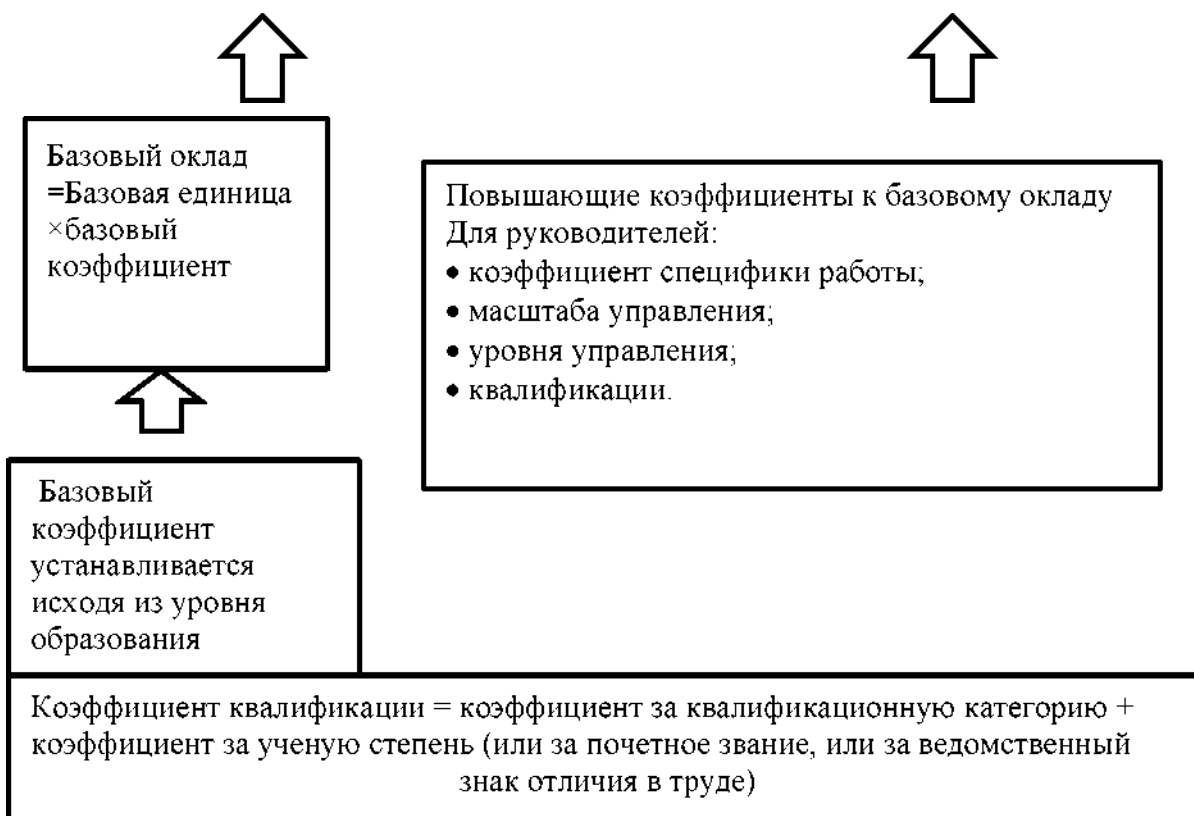 Базовый оклад
=Базовая единица
×базовый
коэффициент
Повышающие коэффициенты к базовому окладу
Для руководителей:
• коэффициент специфики работы;
• масштаба управления;
• уровня управления;
• квалификации.
Базовый
коэффициент
устанавливается
исходя из уровня
образования
Коэффициент квалификации = коэффициент за квалификационную категорию +
коэффициент за ученую степень (или за почетное звание, или за ведомственный
знак отличия в труде)